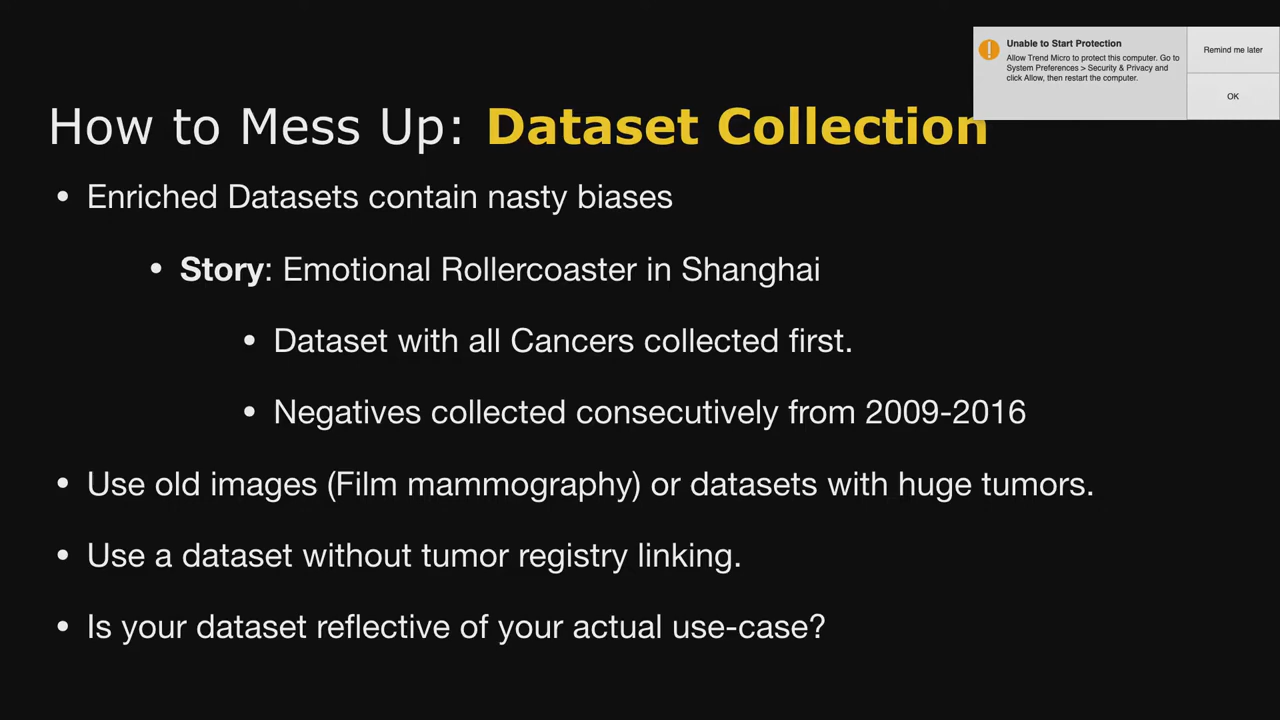 Unable to Start Protection
Allow Trend Micro to protect this computer. Go to
System Preferences > Security & Privacy and
click Allow, then restart the computer.
Remind me later
OK
How to Mess Up: Dataset Collection
• Enriched Datasets contain nasty biases
• Story: Emotional Rollercoaster in Shanghai
• Dataset with all Cancers collected first.
• Negatives collected consecutively from 2009-2016
• Use old images (Film mammography) or datasets with huge tumors.
• Use a dataset without tumor registry linking.
• Is your dataset reflective of your actual use-case?